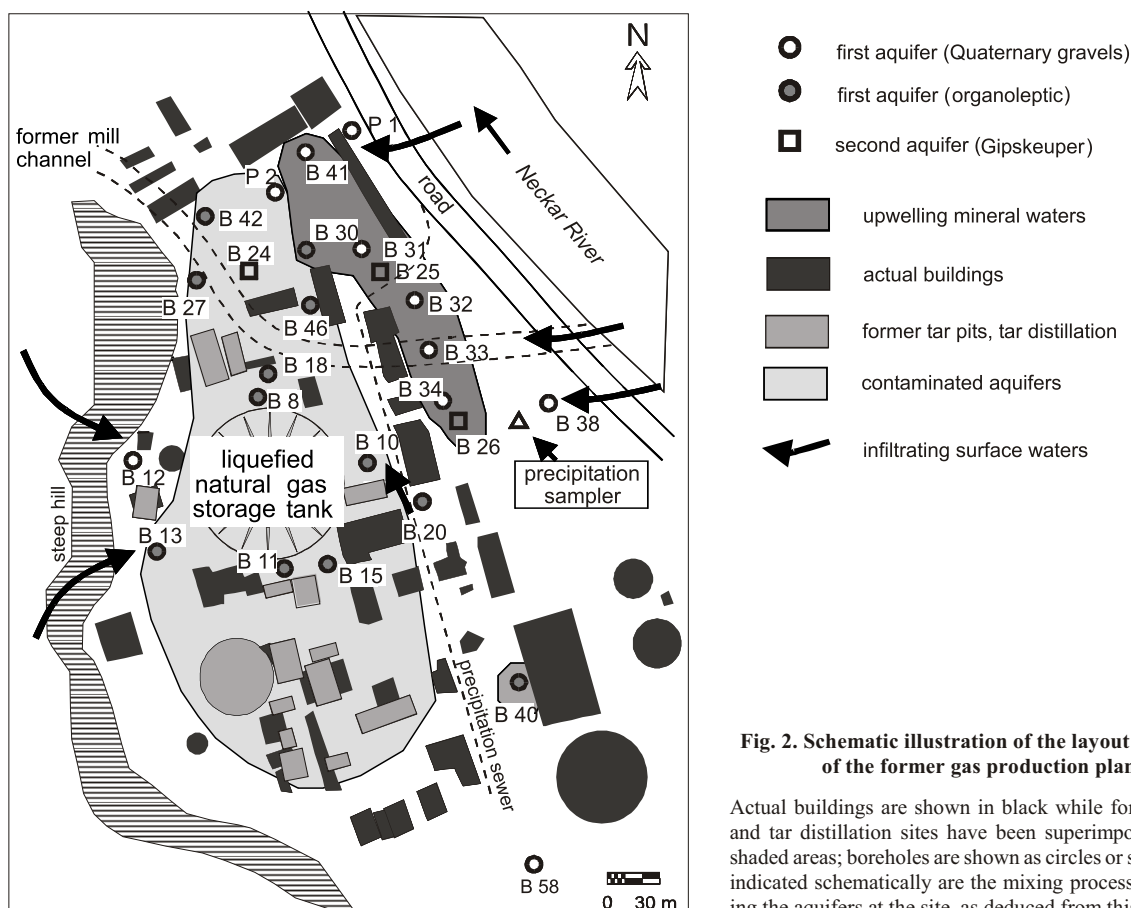 N
former mill
channel
P 1
P 2
B 41
road
Neckar River
B 42
B 30
B 31
B 24
B 25
B 27
B 32
B 46
B 33
B 18
B 34
B 8
B 38
B 26
B 10
liquefied
natural gas
storage tank
precipitation
sampler
B 12
steep hill
B 20
B 13
B 11
B 15
precipitation sewer
B 40
B 58
0 30 m
first aquifer (Quaternary gravels)
first aquifer (organoleptic)
second aquifer (Gipskeuper)
upwelling mineral waters
actual buildings
former tar pits, tar distillation
contaminated aquifers
infiltrating surface waters
Fig. 2. Schematic illustration of the layout
of the former gas production plan
Actual buildings are shown in black while for
and tar distillation sites have been superimpo
shaded areas; boreholes are shown as circles or s
indicated schematically are the mixing process
ing the aquifers at the site, as deduced from this